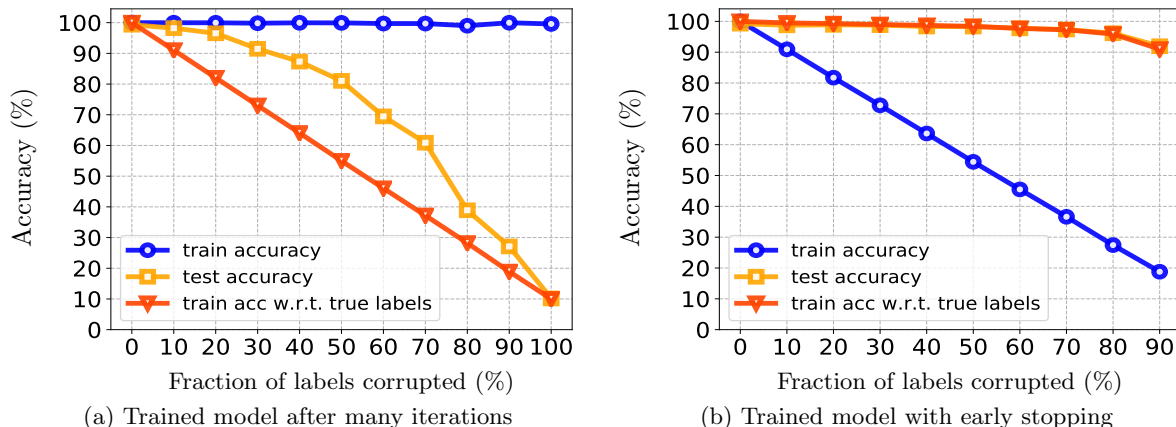 100
90
80
70
60
50
40
30
20
10
0
Accuracy (%)
train accuracy
test accuracy
train acc w.r.t. true labels
0 10 20 30 40 50 60 70 80 90 100
Fraction of labels corrupted (%)
(a) Trained model after many iterations
100
90
80
70
60
50
40
30
20
10
0
Accuracy (%)
train accuracy
test accuracy
train acc w.r.t. true labels
0 10 20 30 40 50 60 70 80 90
Fraction of labels corrupted (%)
(b) Trained model with early stopping